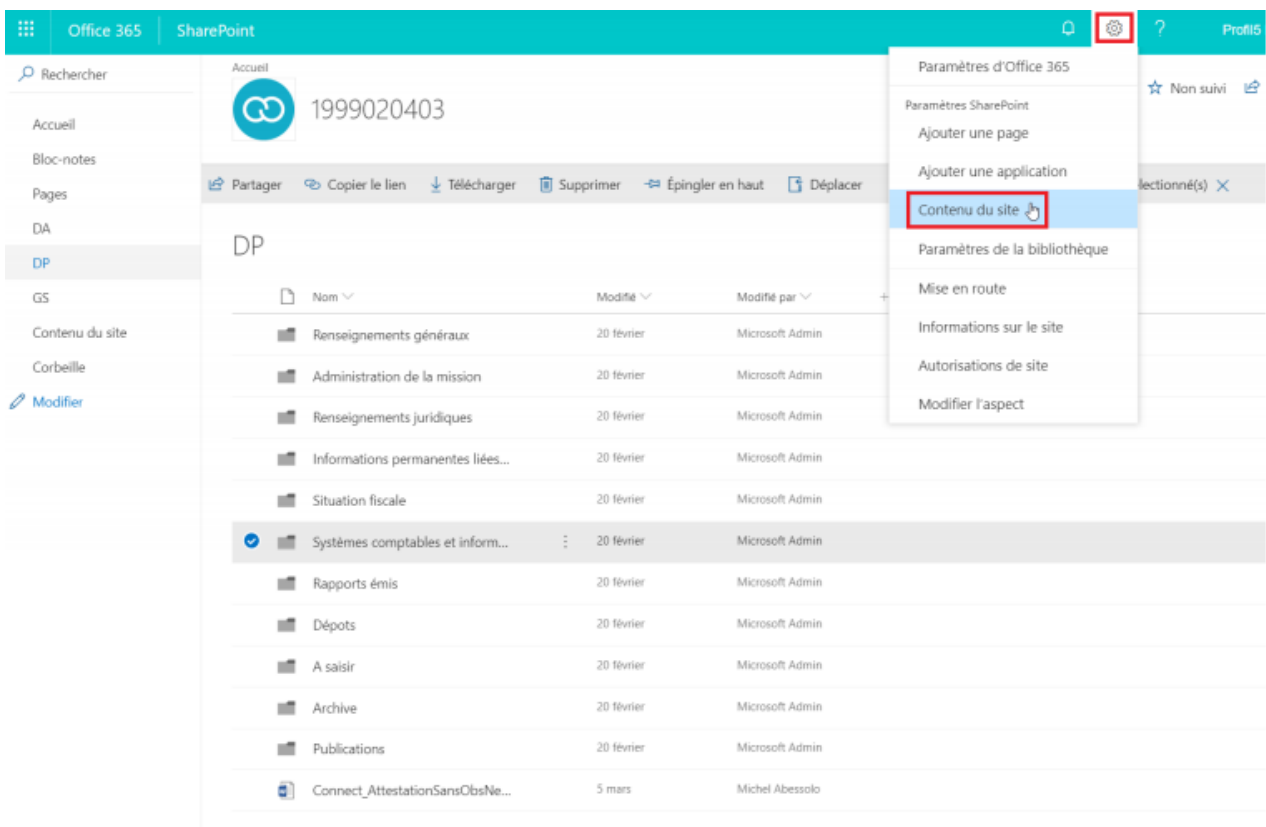 Office 365 SharePoint ? Profil5
Rechercher
Accueil
Bloc-notes
Pages
DA
DP
GS
Contenu du site
Corbeille
Modifier
Accueil
1999020403
Non suivi
Partager Copier le lien Télécharger Supprimer Épingler en haut Déplacer lectionné(s)
DP
Nom Modifié Modifié par +
Renseignements généraux 20 février Microsoft Admin
Administration de la mission 20 février Microsoft Admin
Renseignements juridiques 20 février Microsoft Admin
Informations permanentes liées... 20 février Microsoft Admin
Situation fiscale 20 février Microsoft Admin
Systèmes comptables et inform... 20 février Microsoft Admin
Rapports émis 20 février Microsoft Admin
Dépots 20 février Microsoft Admin
A saisir 20 février Microsoft Admin
Archive 20 février Microsoft Admin
Publications 20 février Microsoft Admin
Connect_AttestationSansObsNe... 5 mars Michel Abessolo
Paramètres d'Office 365
Paramètres SharePoint
Ajouter une page
Ajouter une application
Contenu du site
Paramètres de la bibliothèque
Mise en route
Informations sur le site
Autorisations de site
Modifier l'aspect